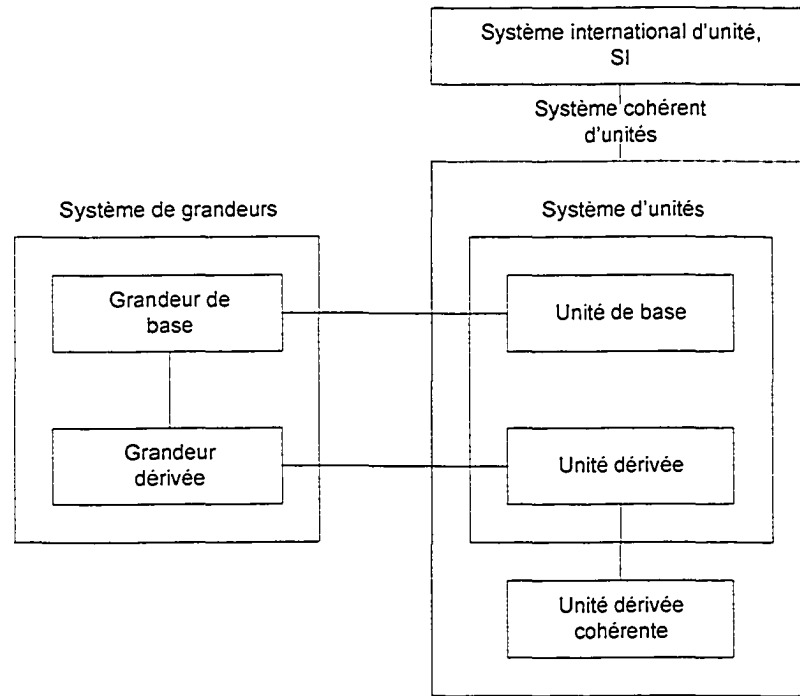 Système international d'unité,
SI
Système cohérent
d'unités
Système de grandeurs
Système d'unités
Grandeur de
base
Unité de base
Grandeur
dérivée
Unité dérivée
Unité dérivée
cohérente